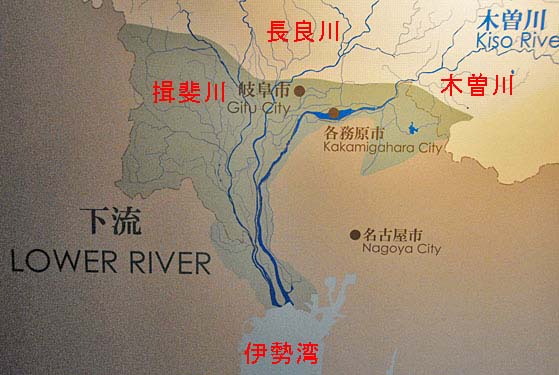 長良川
木曽川
Kiso Rive
揖斐川
岐阜市
Gifu City
木曽川
各務原市
Kakamigahara City
下流
LOWER RIVER
名古屋市
Nagoya City
伊勢湾